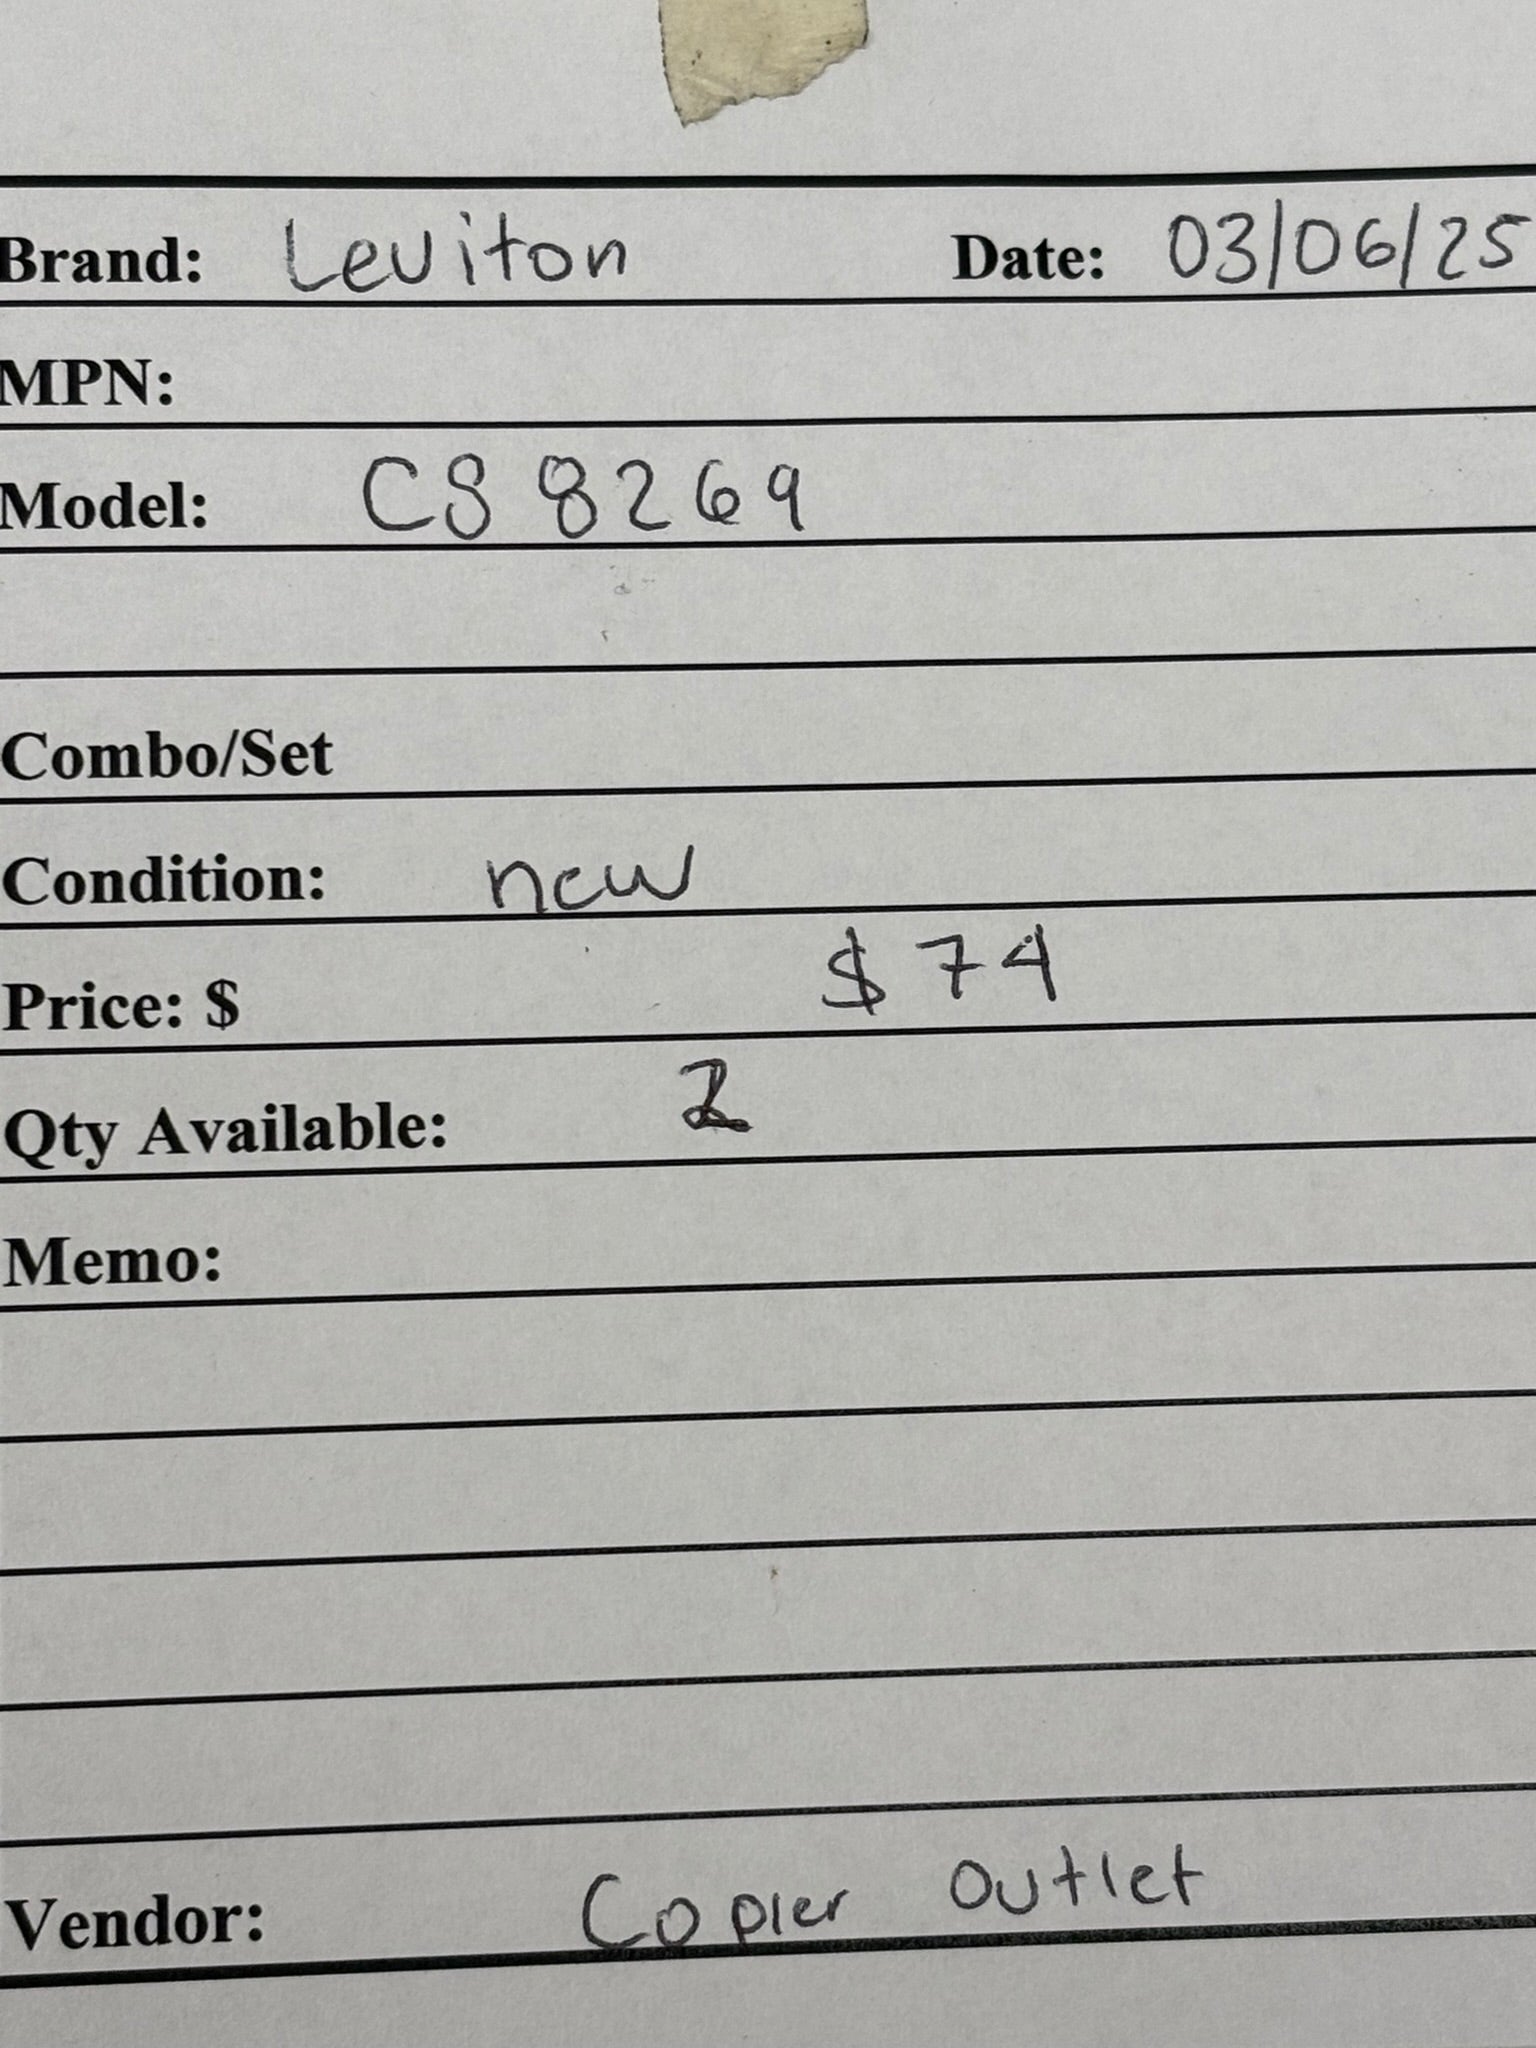 Brand: Leviton Date: 03/06/25
MPN:
Model: CS 8269
Combo/Set
Condition: new
Price: $ $74
Qty Available: 2
Memo:
Vendor: Copier Outlet